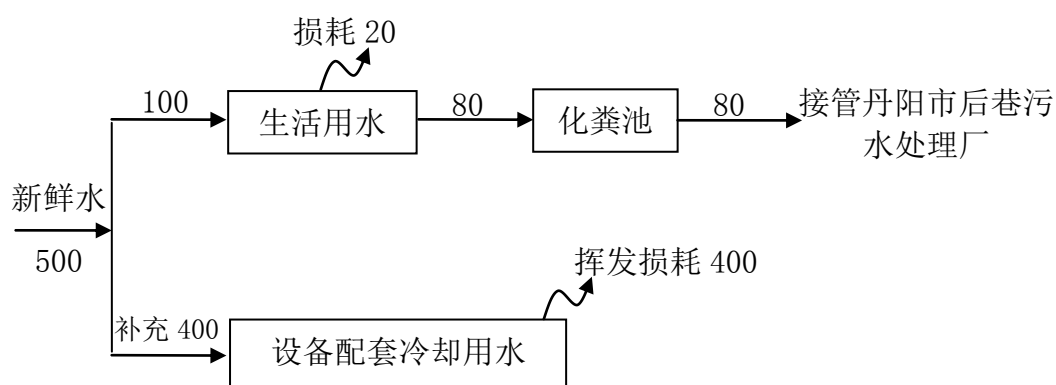 损耗 20
100
生活用水
80
化粪池
80
接管丹阳市后巷污
水处理厂
新鲜水
500
挥发损耗 400
补充 400
设备配套冷却用水